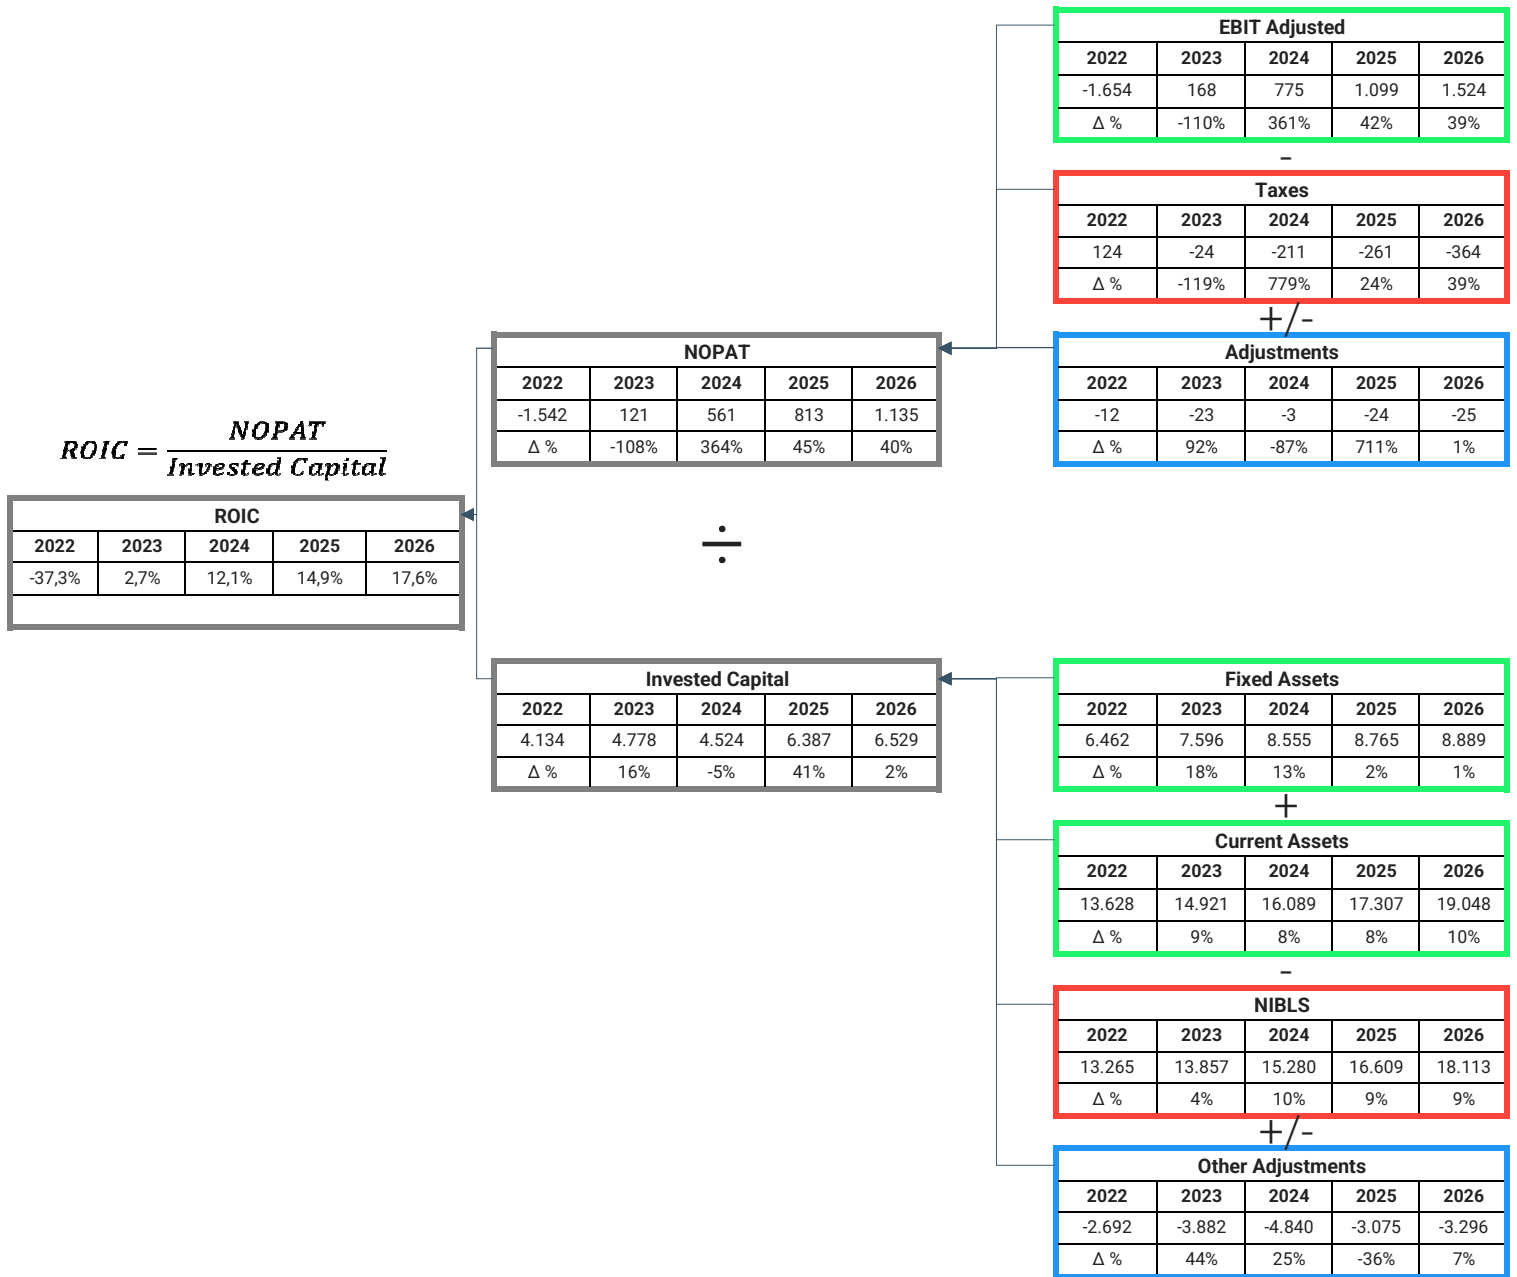 EBIT Adjusted
2022 2023 2024 2025 2026
-1.654 168 775 1.099 1.524
Δ % -110% 361% 42% 39%
-
Taxes
2022 2023 2024 2025 2026
124 -24 -211 -261 -364
Δ % -119% 779% 24% 39%
+/-
Adjustments
2022 2023 2024 2025 2026
-12 -23 -3 -24 -25
Δ % 92% -87% 711% 1%
NOPAT
2022 2023 2024 2025 2026
-1.542 121 561 813 1.135
Δ % -108% 364% 45% 40%
ROIC = NOPAT
Invested Capital
ROIC
2022 2023 2024 2025 2026
-37,3% 2,7% 12,1% 14,9% 17,6%
÷
Invested Capital
2022 2023 2024 2025 2026
4.134 4.778 4.524 6.387 6.529
Δ % 16% -5% 41% 2%
Fixed Assets
2022 2023 2024 2025 2026
6.462 7.596 8.555 8.765 8.889
Δ % 18% 13% 2% 1%
+
Current Assets
2022 2023 2024 2025 2026
13.628 14.921 16.089 17.307 19.048
Δ % 9% 8% 8% 10%
-
NIBLS
2022 2023 2024 2025 2026
13.265 13.857 15.280 16.609 18.113
Δ % 4% 10% 9% 9%
+/-
Other Adjustments
2022 2023 2024 2025 2026
-2.692 -3.882 -4.840 -3.075 -3.296
Δ % 44% 25% -36% 7%